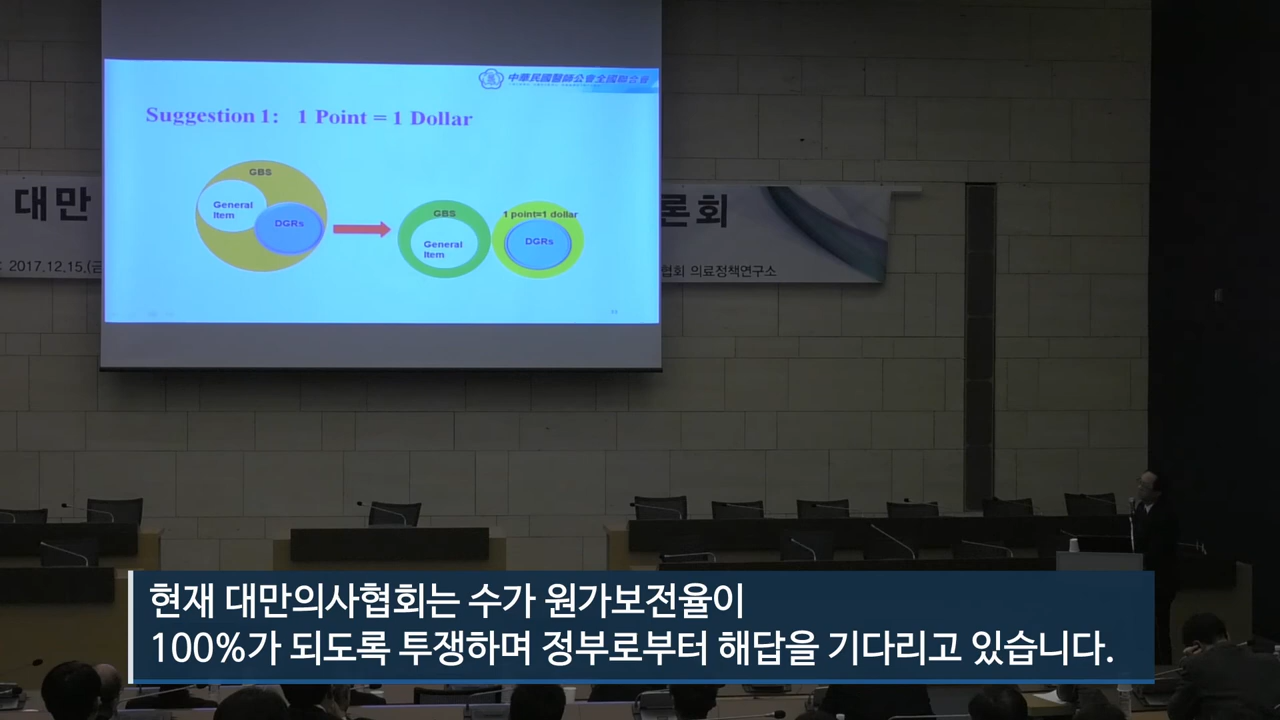 中華民國醫師公會全國聯合會
Suggestion 1: 1 Point = 1 Dollar
GBS
General
Item
DGRs
GBS
General
Item
1 point=1 dollar
DGRs
대만
론회
2017.12.15.(금
협회 의료정책연구소
현재 대만의사협회는 수가 원가보전율이
100%가 되도록 투쟁하며 정부로부터 해답을 기다리고 있습니다.